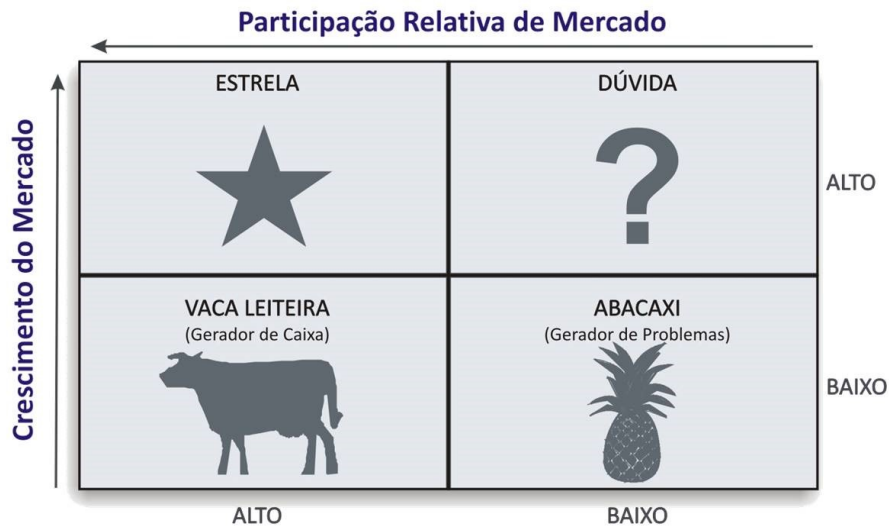 Participação Relativa de Mercado
Crescimento do Mercado
ESTRELA
DÚVIDA
?
ALTO
VACA LEITEIRA
(Gerador de Caixa)
ABACAXI
(Gerador de Problemas)
BAIXO
ALTO
BAIXO